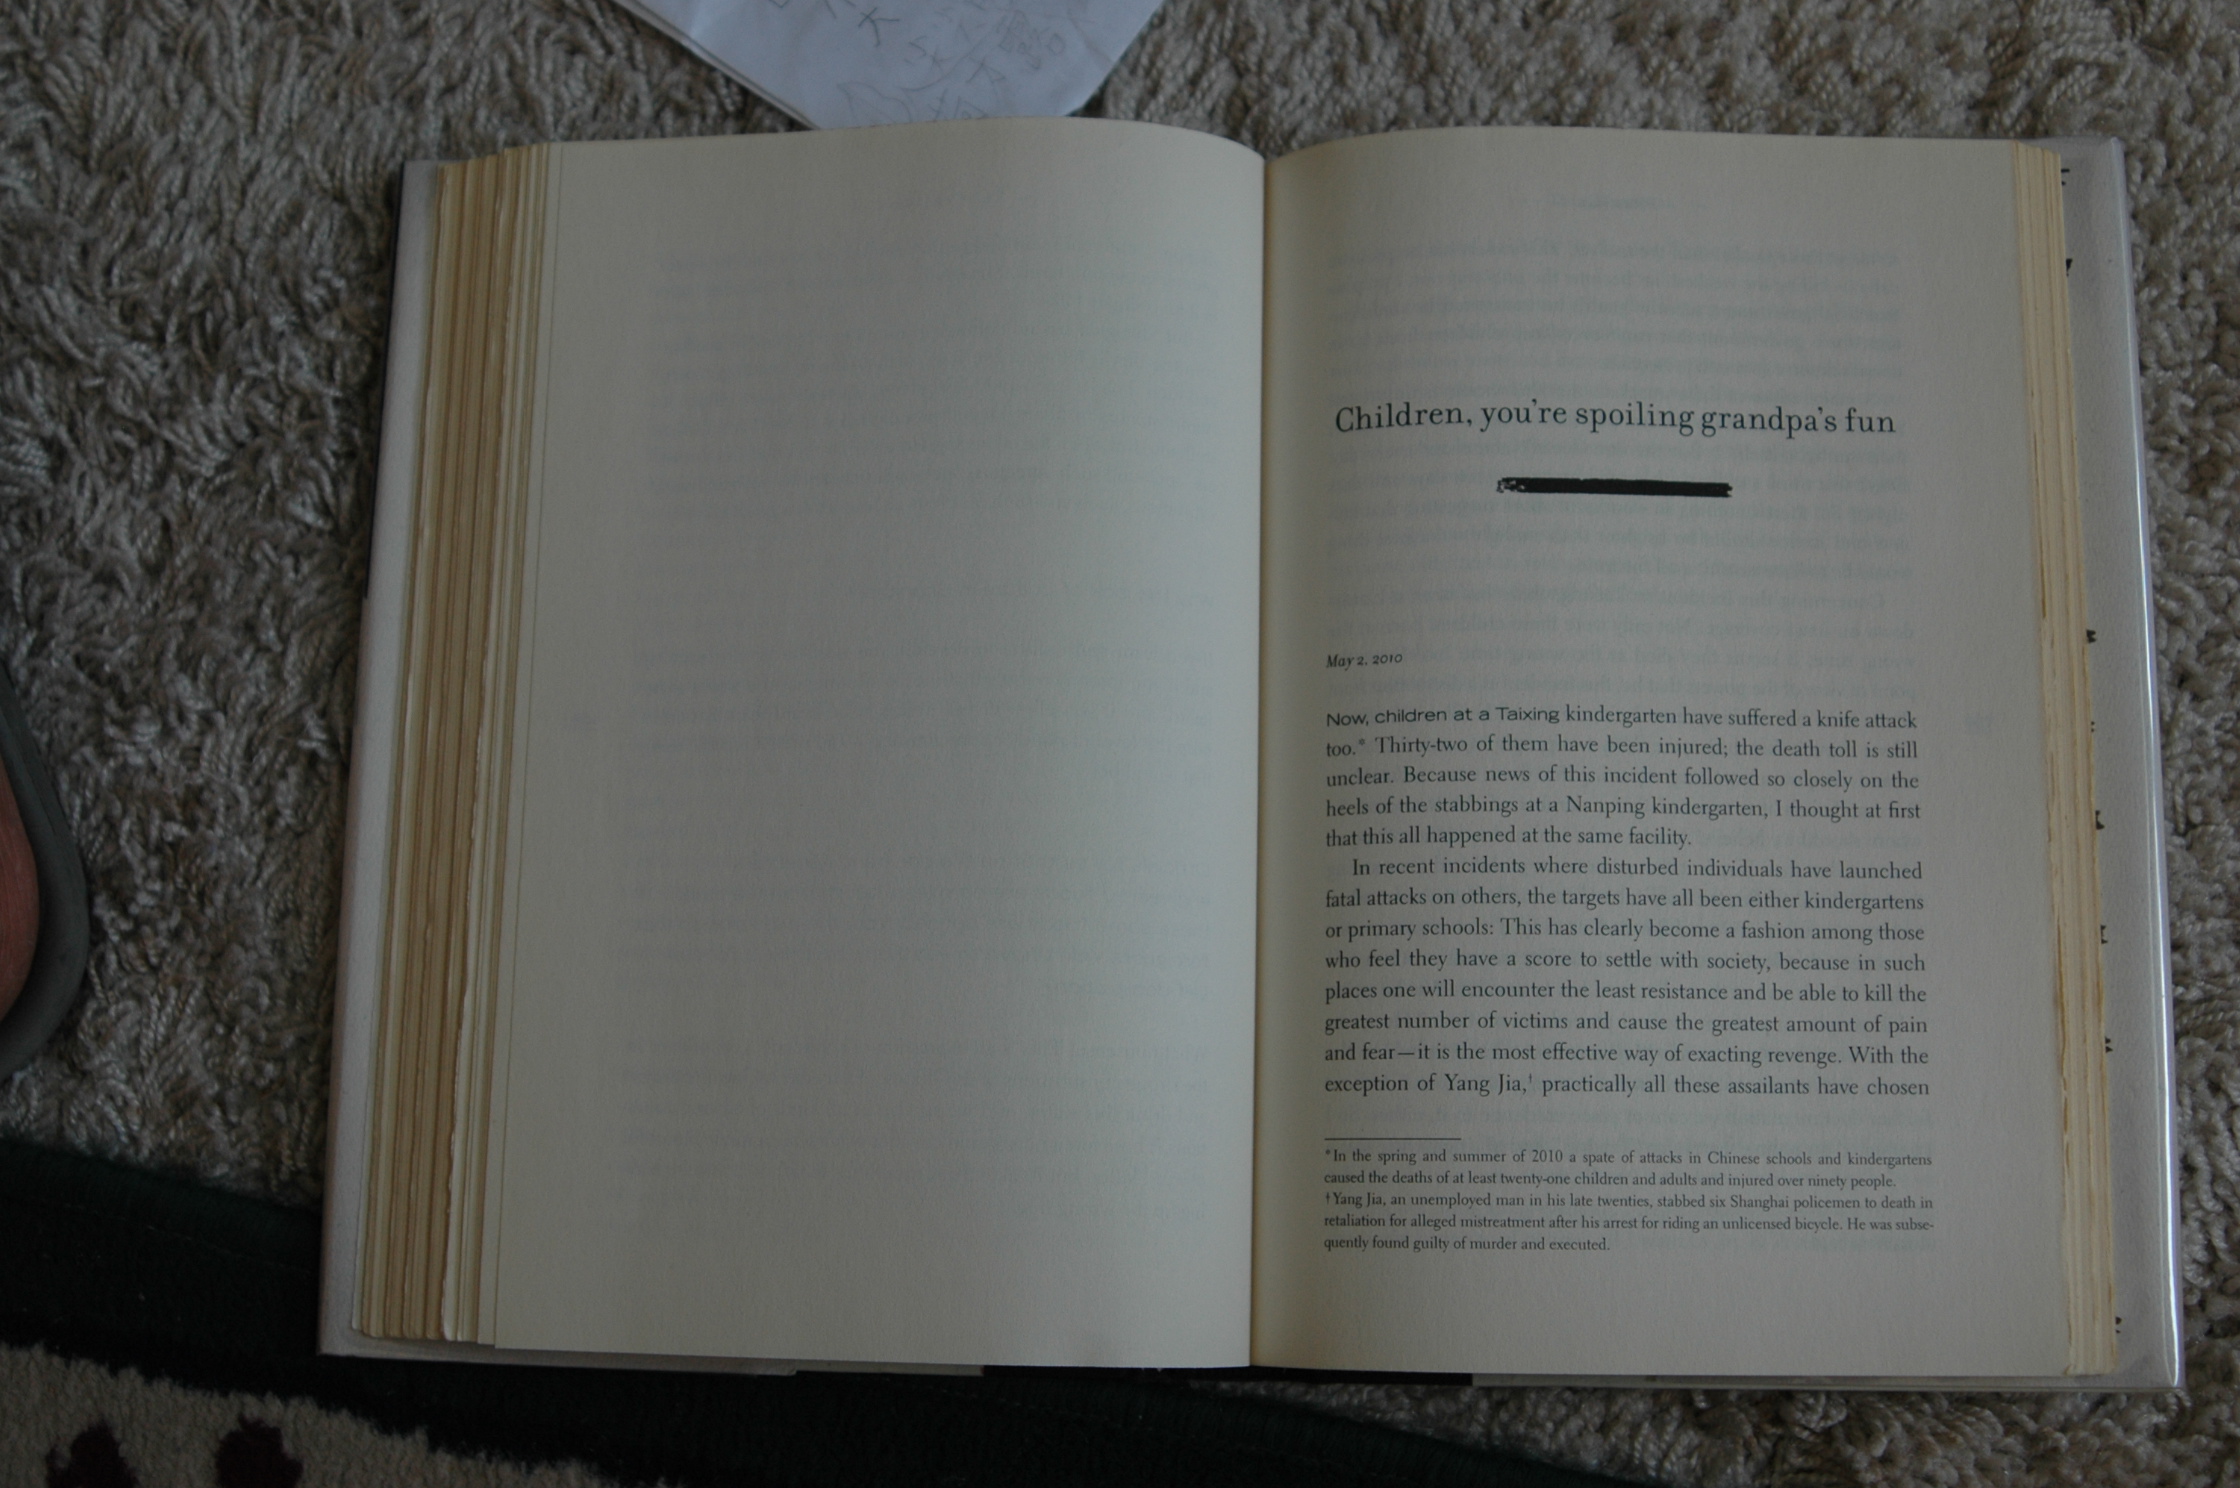 Children, you're spoiling grandpa's fun
May 2, 2010
Now, children at a Taixing kindergarten have suffered a knife attack
too.* Thirty-two of them have been injured; the death toll is still
unclear. Because news of this incident followed so closely on the
heels of the stabbings at a Nanping kindergarten, I thought at first
that this all happened at the same facility.
In recent incidents where disturbed individuals have launched
fatal attacks on others, the targets have all been either kindergartens
or primary schools: This has clearly become a fashion among those
who feel they have a score to settle with society, because in such
places one will encounter the least resistance and be able to kill the
greatest number of victims and cause the greatest amount of pain
and fear—it is the most effective way of exacting revenge. With the
exception of Yang Jia,† practically all these assailants have chosen
*In the spring and summer of 2010 a spate of attacks in Chinese schools and kindergartens
caused the deaths of at least twenty-one children and adults and injured over ninety people.
†Yang Jia, an unemployed man in his late twenties, stabbed six Shanghai policemen to death in
retaliation for alleged mistreatment after his arrest for riding an unlicensed bicycle. He was subse-
quently found guilty of murder and executed.